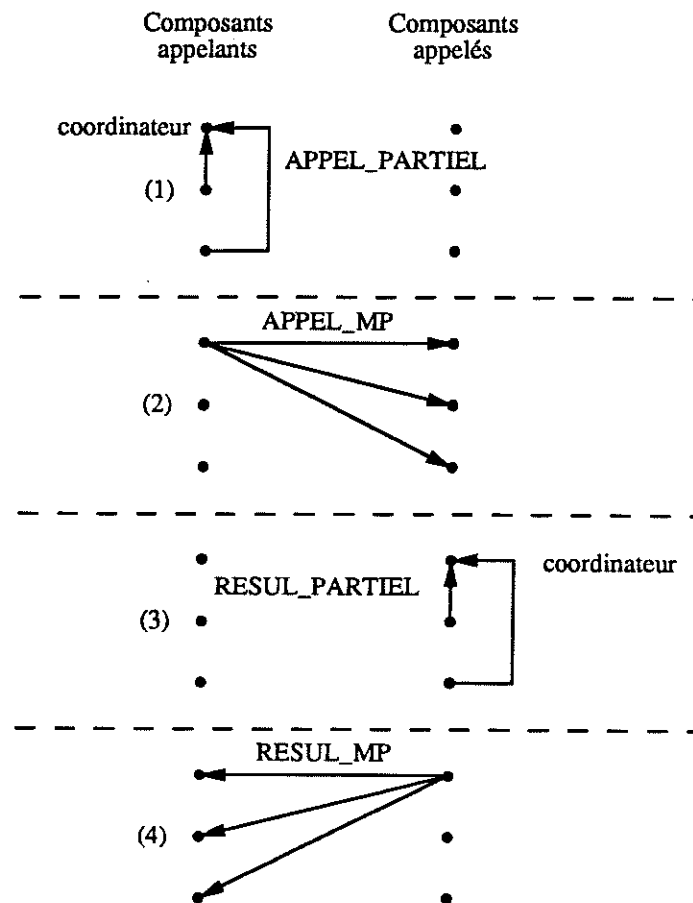 Composants
appelants
Composants
appelés
coordinateur
APPEL_PARTIEL
(1)
APPEL_MP
(2)
coordinateur
RESUL_PARTIEL
(3)
RESUL_MP
(4)